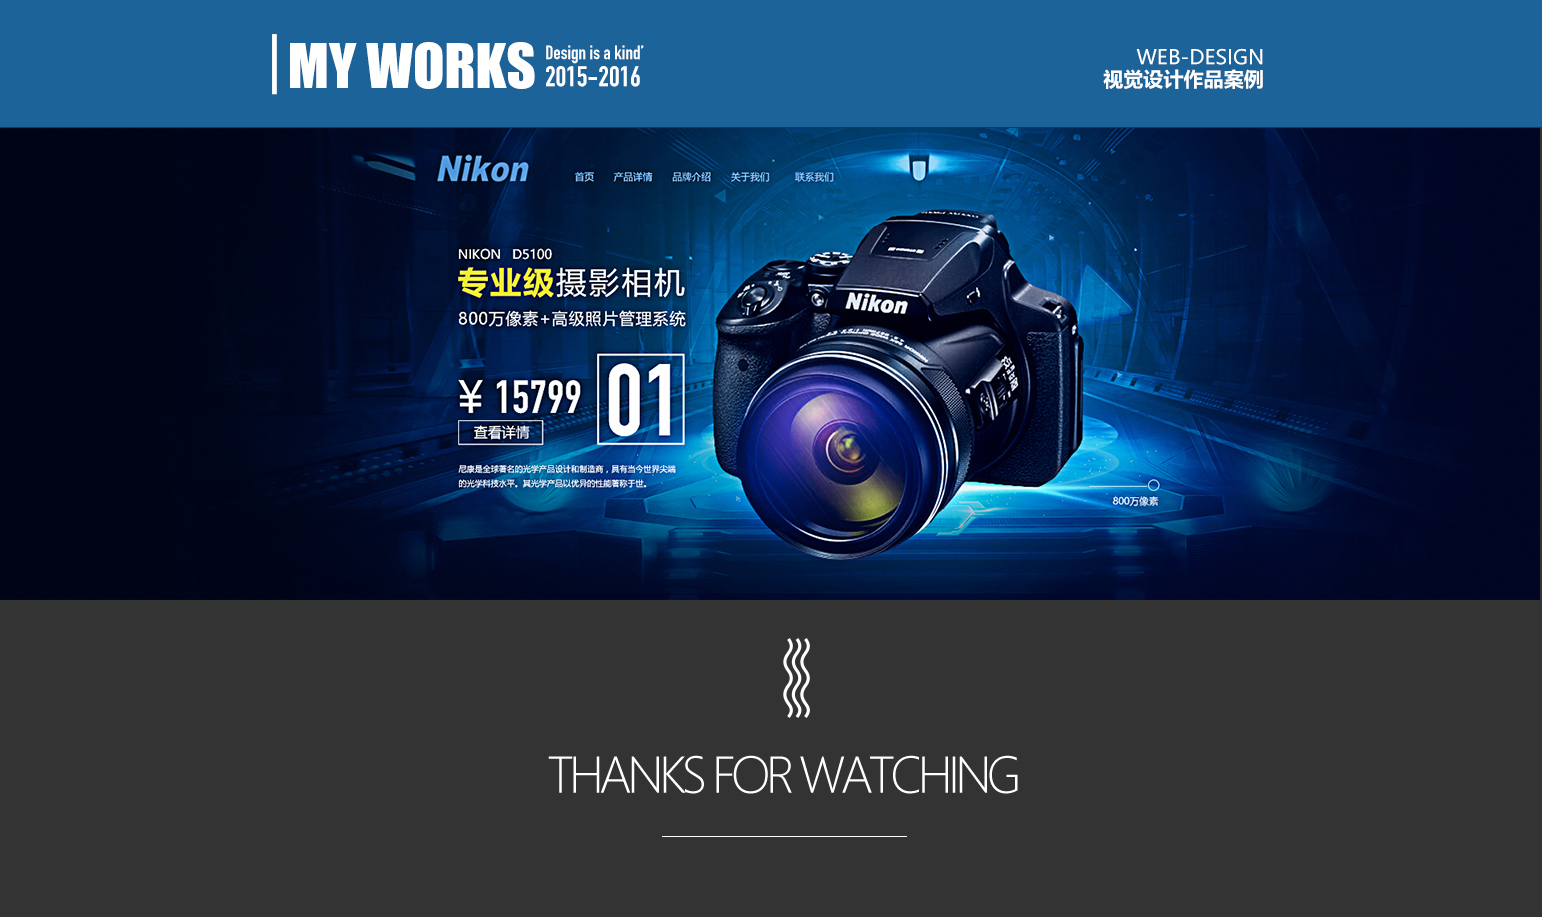 MY WORKS
Design is a kind'
2015-2016
WEB-DESIGN
视觉设计作品案例
Nikon
首页 产品详情 品牌介绍 关于我们 联系我们
NIKON D5100
专业级摄影相机
800万像素+高级照片管理系统
¥ 15799
01
查看详情
尼康是全球著名的光学产品设计和制造商，具有当今世界尖端
的光学科技水平。其光学产品以优异的性能著称于世。
Nikon
800万像素
THANKS FOR WATCHING